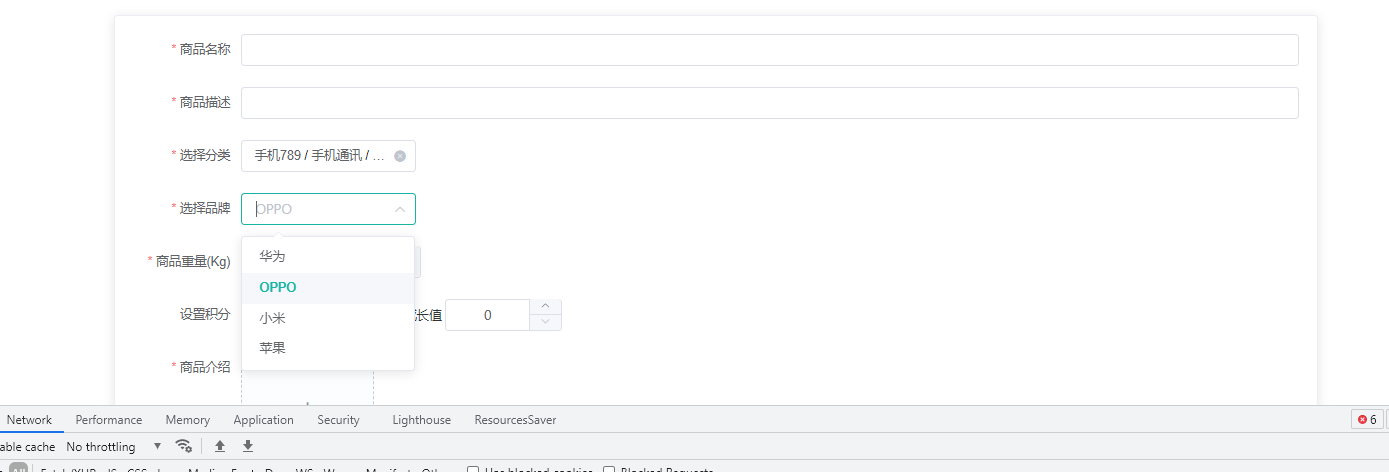 * 商品名称
* 商品描述
* 选择分类 手机789 / 手机通讯 / ...
* 选择品牌 OPPO
* 商品重量(Kg) 华为
OPPO
设置积分 小米 长值 0
苹果
* 商品介绍
Network Performance Memory Application Security Lighthouse ResourcesSaver 6
able cache No throttling
All